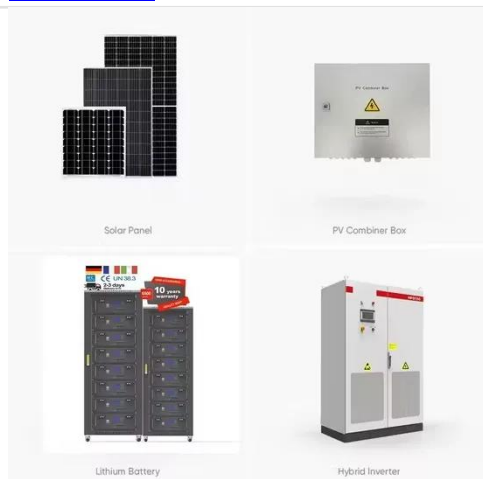 PV Combiner Box
Solar Panel
PV Combiner Box
CE UN38.3
2-3 days
10 years
warranty
Lithium Battery
Hybrid Inverter